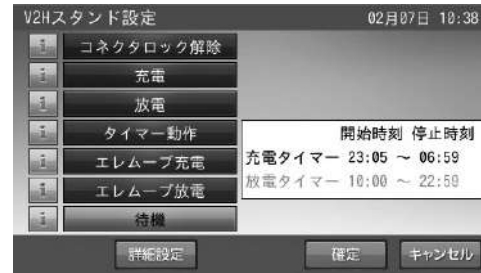 V2Hスタンド設定 02月07日 10:38
i コネクタロック解除
i 充電
i 放電
i タイマー動作
i エレムーブ充電
i エレムーブ放電
i 待機
開始時刻 停止時刻
充電タイマー 23:05 ～ 06:59
放電タイマー 10:00 ～ 22:59
詳細設定 確定 キャンセル